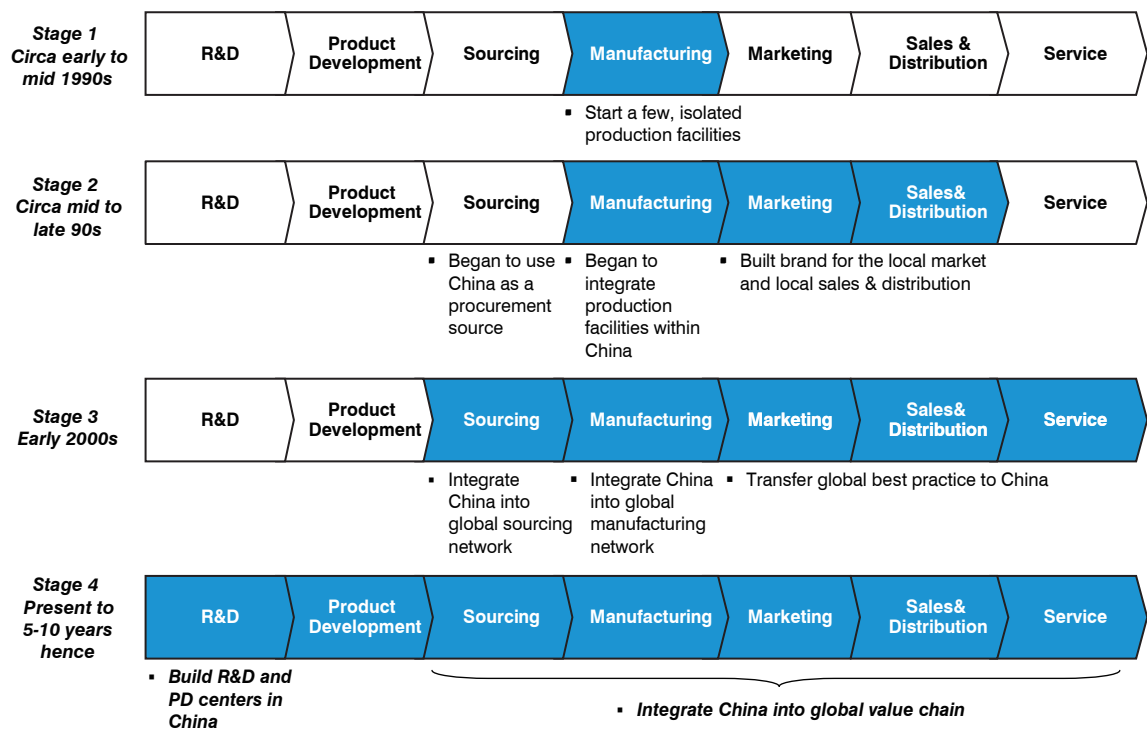 Stage 1
Circa early to
mid 1990s
R&D
Product
Development
Sourcing
Manufacturing
Marketing
Sales &
Distribution
Service
▪ Start a few, isolated
production facilities
Stage 2
Circa mid to
late 90s
R&D
Product
Development
Sourcing
Manufacturing
Marketing
Sales&
Distribution
Service
▪ Began to use
China as a
procurement
source
▪ Began to
integrate
production
facilities within
China
▪ Built brand for the local market
and local sales & distribution
Stage 3
Early 2000s
R&D
Product
Development
Sourcing
Manufacturing
Marketing
Sales&
Distribution
Service
▪ Integrate
China into
global sourcing
network
▪ Integrate China
into global
manufacturing
network
▪ Transfer global best practice to China
Stage 4
Present to
5-10 years
hence
R&D
Product
Development
Sourcing
Manufacturing
Marketing
Sales&
Distribution
Service
▪ Build R&D and
PD centers in
China
▪ Integrate China into global value chain